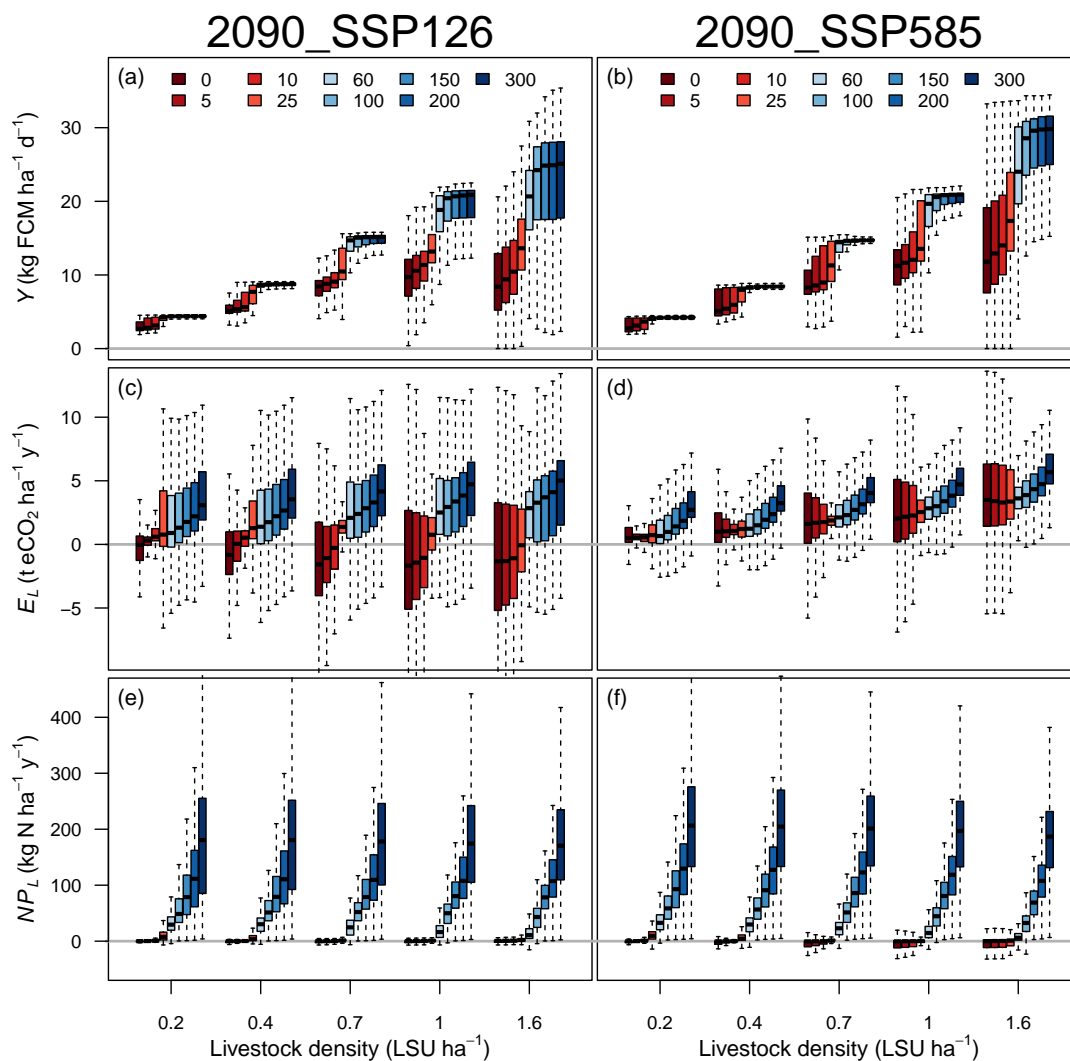 2090_SSP126
2090_SSP585
(a)
0 10 60 150 300
5 25 100 200
(b)
0 10 60 150 300
5 25 100 200
Y (kg FCM ha⁻¹ d⁻¹)
30
20
10
0
(c)
(d)
E_L (teCO₂ ha⁻¹ y⁻¹)
10
5
0
−5
(e)
(f)
NP_L (kg N ha⁻¹ y⁻¹)
400
300
200
100
0
0.2 0.4 0.7 1 1.6
0.2 0.4 0.7 1 1.6
Livestock density (LSU ha⁻¹)
Livestock density (LSU ha⁻¹)